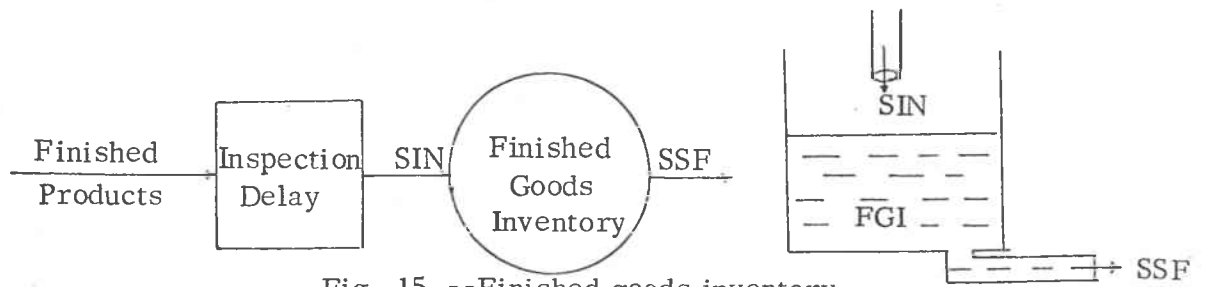 Finished
Products
Inspection
Delay
SIN
Finished
Goods
Inventory
SSF
SIN
FGI
SSF
Fig. 15.--Finished goods inventory